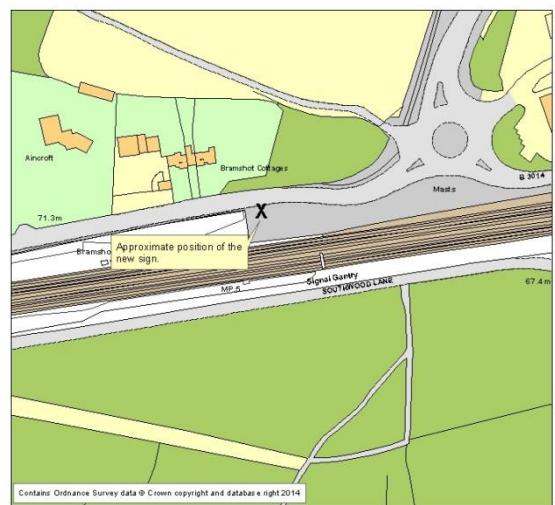 Aincroft
Bramshot Cottages
B 3014
Masts
71.3m
X
Approximate position of the
new sign.
Bramsho
Signal Gantry
MP.5
SOUTHWOOD LANE
67.4m
Contains Ordnance Survey data © Crown copyright and database right 2014